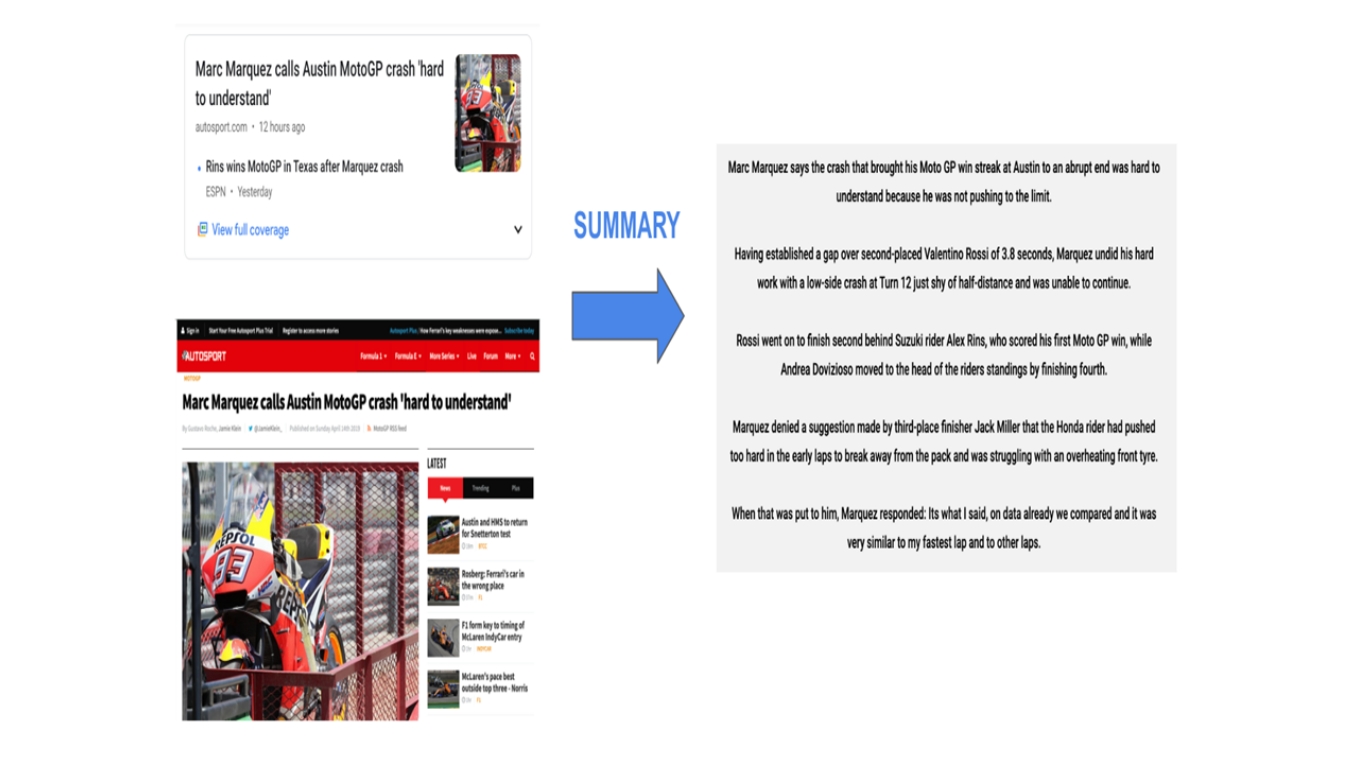 Marc Marquez calls Austin MotoGP crash 'hard
to understand'
autosport.com • 12 hours ago
Rins wins MotoGP in Texas after Marquez crash
ESPN • Yesterday
View full coverage
Sign in Start Your Free Autosport Plus Trial Register to access more stories Autosport Plus / How Ferrari's key weaknesses were expose... Subscribe today
AUTOSPORT Formula 1 Formula E More Series Live Forum More
MOTOGP
Marc Marquez calls Austin MotoGP crash 'hard to understand'
By Gustavo Roche, Jamie Klein @JamieKlein_ Published on Sunday April 14th 2019 MotoGP RSS feed
LATEST
News Trending Plus
Austin and HMS to return
for Snetterton test
BTCC
Rosberg: Ferrari's car in
the wrong place
F1
F1 form key to timing of
McLaren IndyCar entry
INDYCAR
McLaren's pace best
outside top three - Norris
F1
REPSOL
93
REPS
SUMMARY
Marc Marquez says the crash that brought his Moto GP win streak at Austin to an abrupt end was hard to
understand because he was not pushing to the limit.
Having established a gap over second-placed Valentino Rossi of 3.8 seconds, Marquez undid his hard
work with a low-side crash at Turn 12 just shy of half-distance and was unable to continue.
Rossi went on to finish second behind Suzuki rider Alex Rins, who scored his first Moto GP win, while
Andrea Dovizioso moved to the head of the riders standings by finishing fourth.
Marquez denied a suggestion made by third-place finisher Jack Miller that the Honda rider had pushed
too hard in the early laps to break away from the pack and was struggling with an overheating front tyre.
When that was put to him, Marquez responded: Its what I said, on data already we compared and it was
very similar to my fastest lap and to other laps.